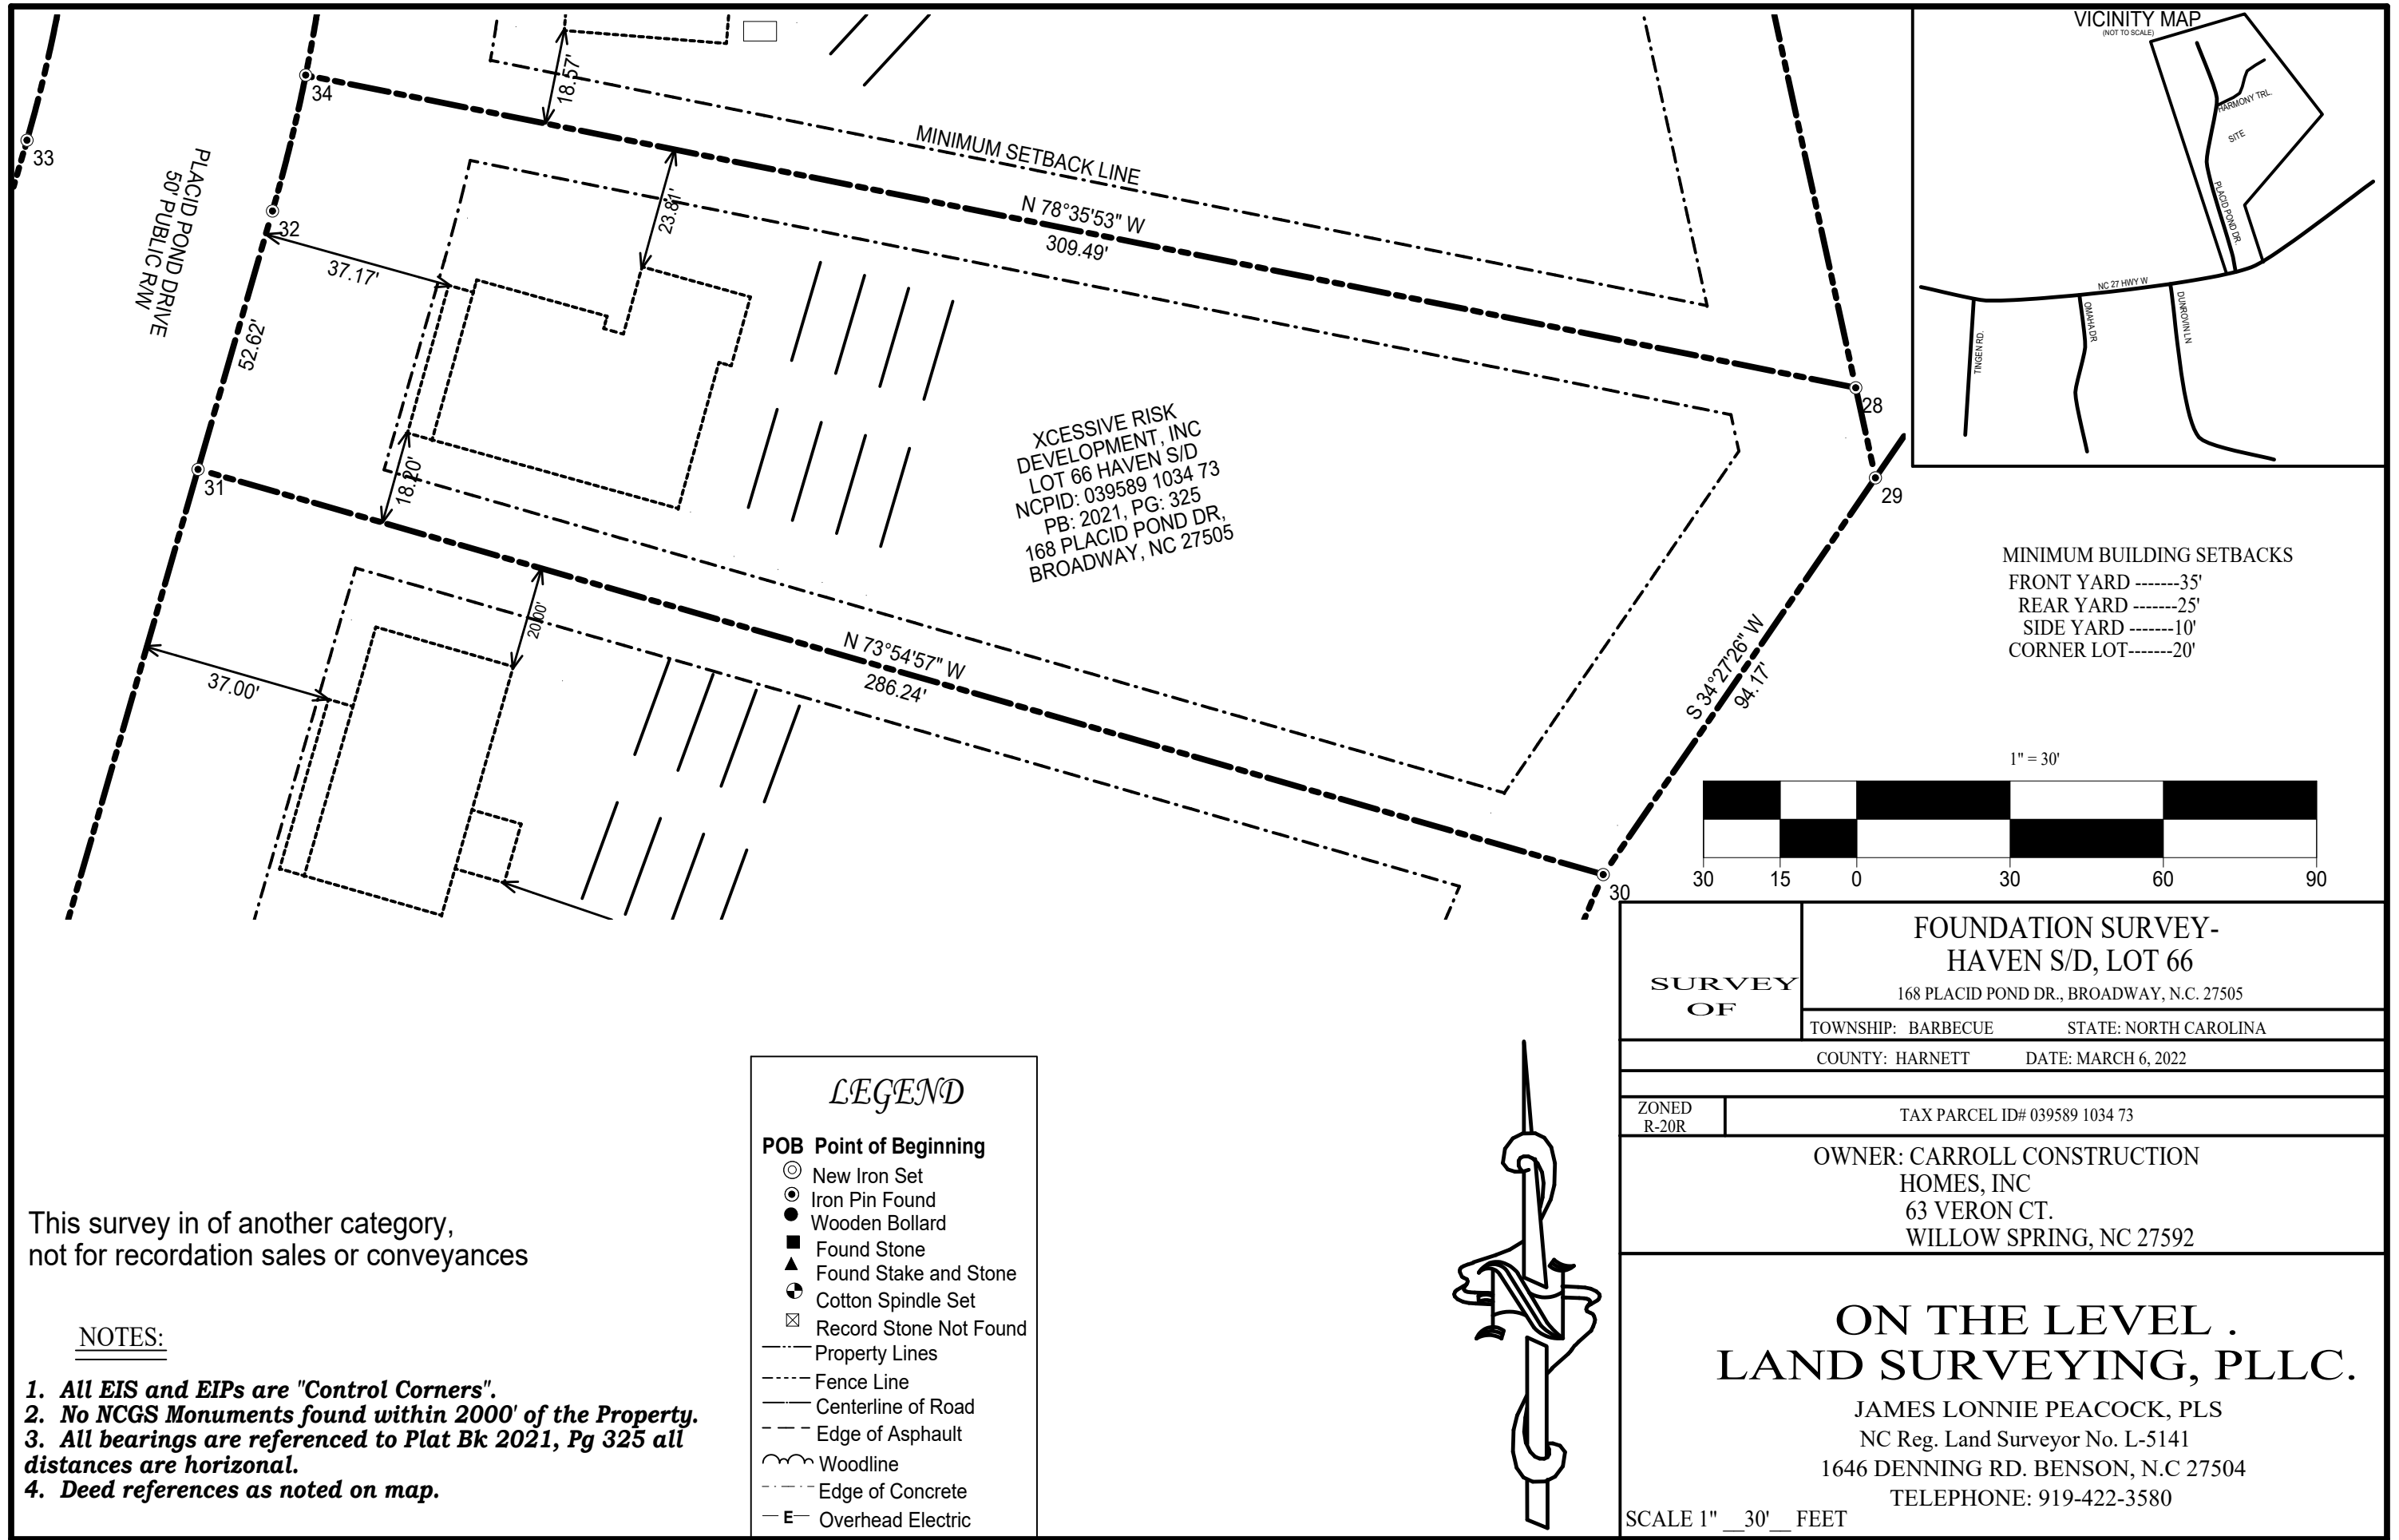 34
33
32
31
28
29
30
PLACID POND DRIVE
50' PUBLIC R/W
18.57'
MINIMUM SETBACK LINE
23.81'
N 78°35'53" W
309.49'
37.17'
52.62'
18.20'
XCESSIVE RISK
DEVELOPMENT, INC
LOT 66 HAVEN S/D
NCPID: 039589 1034 73
PB: 2021, PG: 325
168 PLACID POND DR,
BROADWAY, NC 27505
20.00'
N 73°54'57" W
286.24'
37.00'
S 34°27'26" W
94.17'
VICINITY MAP
(NOT TO SCALE)
HARMONY TRL.
SITE
PLACID POND DR.
NC 27 HWY W
TINGEN RD.
OMAHA DR
DUNROVIN LN
MINIMUM BUILDING SETBACKS
FRONT YARD -------35'
REAR YARD -------25'
SIDE YARD -------10'
CORNER LOT-------20'
1" = 30'
30 15 0 30 60 90
SURVEY
OF
FOUNDATION SURVEY-
HAVEN S/D, LOT 66
168 PLACID POND DR., BROADWAY, N.C. 27505
TOWNSHIP: BARBECUE STATE: NORTH CAROLINA
COUNTY: HARNETT DATE: MARCH 6, 2022
ZONED
R-20R
TAX PARCEL ID# 039589 1034 73
OWNER: CARROLL CONSTRUCTION
HOMES, INC
63 VERON CT.
WILLOW SPRING, NC 27592
ON THE LEVEL .
LAND SURVEYING, PLLC.
JAMES LONNIE PEACOCK, PLS
NC Reg. Land Surveyor No. L-5141
1646 DENNING RD. BENSON, N.C 27504
TELEPHONE: 919-422-3580
SCALE 1" __30'__ FEET
LEGEND
POB Point of Beginning
New Iron Set
Iron Pin Found
Wooden Bollard
Found Stone
Found Stake and Stone
Cotton Spindle Set
Record Stone Not Found
Property Lines
Fence Line
Centerline of Road
Edge of Asphault
Woodline
Edge of Concrete
E Overhead Electric
This survey in of another category,
not for recordation sales or conveyances
NOTES:
1. All EIS and EIPs are "Control Corners".
2. No NCGS Monuments found within 2000' of the Property.
3. All bearings are referenced to Plat Bk 2021, Pg 325 all
distances are horizonal.
4. Deed references as noted on map.